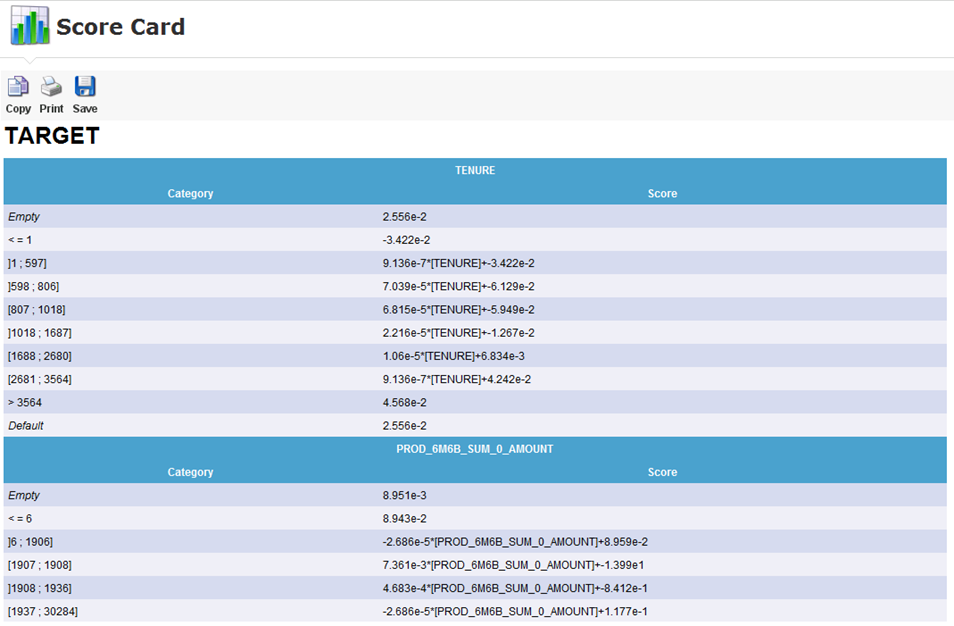 Score Card
Copy Print Save
TARGET
TENURE
Category Score
Empty 2.556e-2
< = 1 -3.422e-2
]1 ; 597] 9.136e-7*[TENURE]+-3.422e-2
]598 ; 806] 7.039e-5*[TENURE]+-6.129e-2
[807 ; 1018] 6.815e-5*[TENURE]+-5.949e-2
]1018 ; 1687] 2.216e-5*[TENURE]+-1.267e-2
[1688 ; 2680] 1.06e-5*[TENURE]+6.834e-3
[2681 ; 3564] 9.136e-7*[TENURE]+4.242e-2
> 3564 4.568e-2
Default 2.556e-2
PROD_6M6B_SUM_0_AMOUNT
Category Score
Empty 8.951e-3
< = 6 8.943e-2
]6 ; 1906] -2.686e-5*[PROD_6M6B_SUM_0_AMOUNT]+8.959e-2
[1907 ; 1908] 7.361e-3*[PROD_6M6B_SUM_0_AMOUNT]+-1.399e1
]1908 ; 1936] 4.683e-4*[PROD_6M6B_SUM_0_AMOUNT]+-8.412e-1
[1937 ; 30284] -2.686e-5*[PROD_6M6B_SUM_0_AMOUNT]+1.177e-1